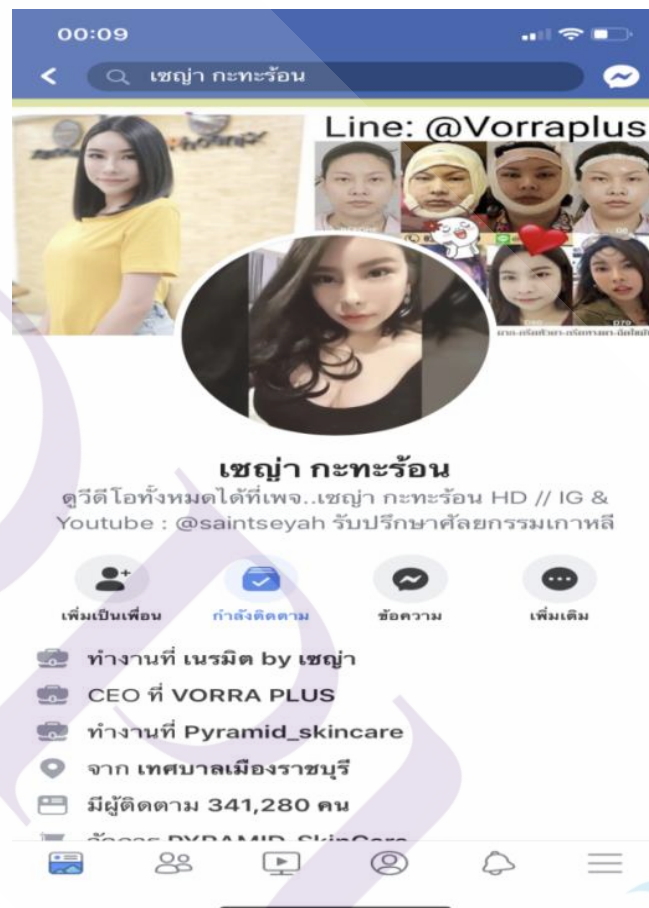 00:09
เซญ่า กะทะร้อน
Line: @Vorraplus
เซญ่า กะทะร้อน
ดูวีดีโอทั้งหมดได้ที่เพจ..เซญ่า กะทะร้อน HD // IG &
Youtube : @saintseyah รับปรึกษาศัลยกรรมเกาหลี
เพิ่มเป็นเพื่อน
กำลังติดตาม
ข้อความ
เพิ่มเติม
ทำงานที่ เนรมิต by เซญ่า
CEO ที่ VORRA PLUS
ทำงานที่ Pyramid_skincare
จาก เทศบาลเมืองราชบุรี
มีผู้ติดตาม 341,280 คน
PYRAMID_SkinCare